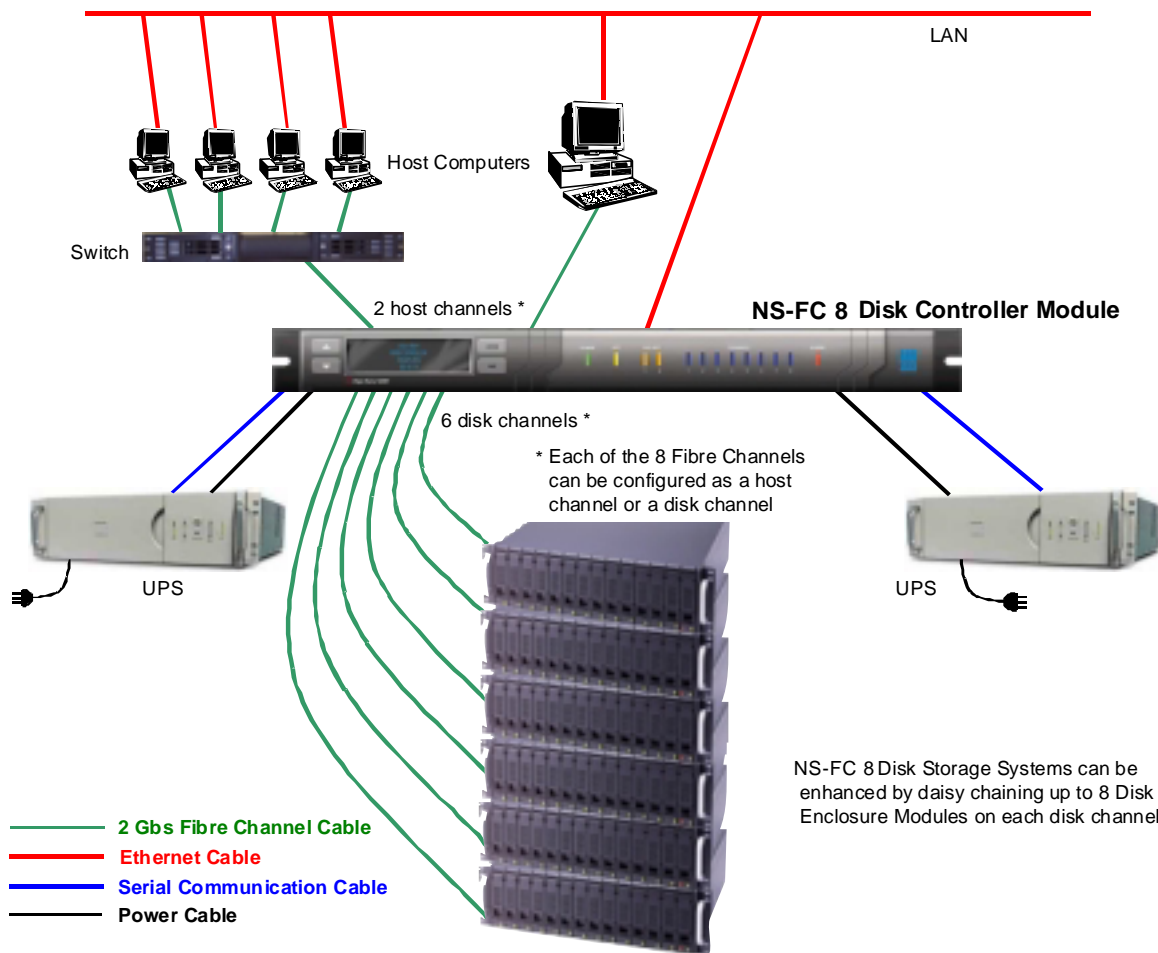 LAN
Host Computers
Switch
2 host channels *
NS-FC 8 Disk Controller Module
6 disk channels *
* Each of the 8 Fibre Channels
can be configured as a host
channel or a disk channel
UPS
UPS
NS-FC 8 Disk Storage Systems can be
enhanced by daisy chaining up to 8 Disk
Enclosure Modules on each disk channel
2 Gbs Fibre Channel Cable
Ethernet Cable
Serial Communication Cable
Power Cable